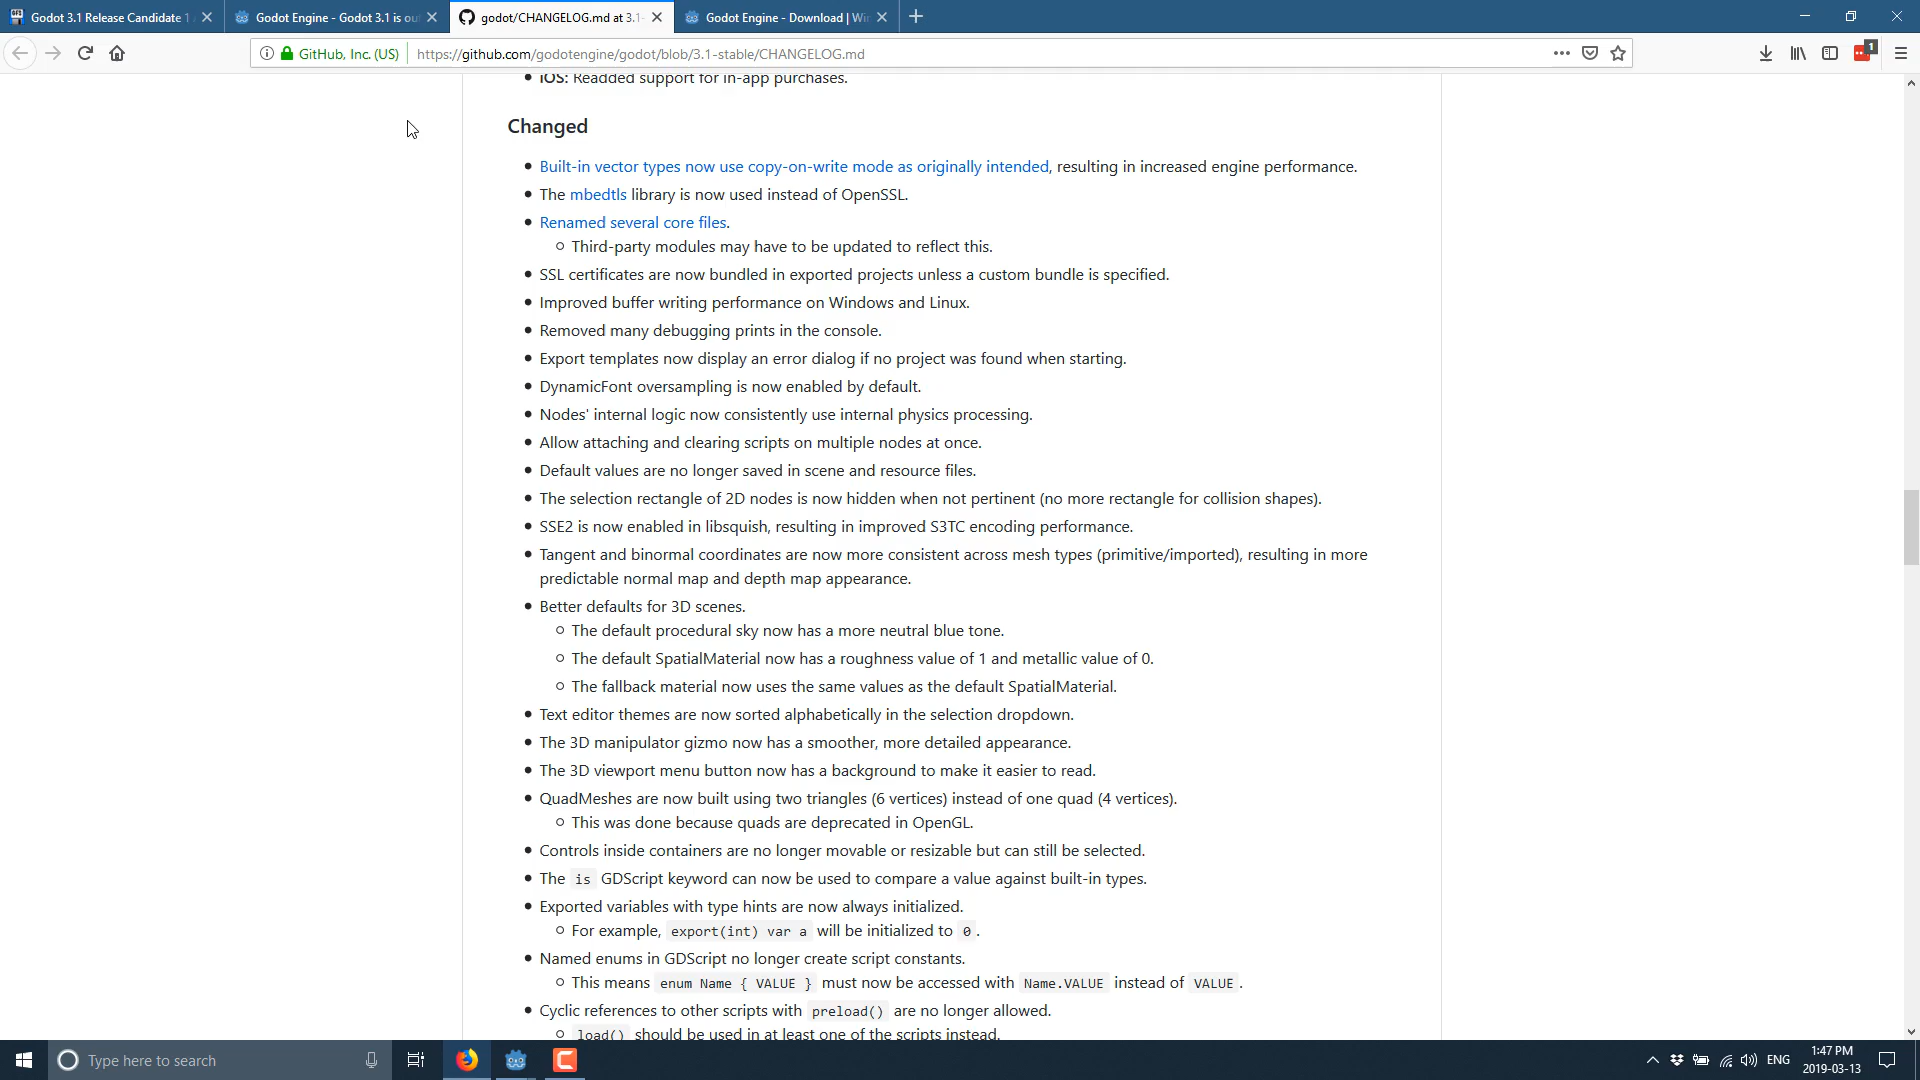 Godot 3.1 Release Candidate 1
Godot Engine - Godot 3.1 is ou
godot/CHANGELOG.md at 3.1-
Godot Engine - Download | Wi
GitHub, Inc. (US)
https://github.com/godotengine/godot/blob/3.1-stable/CHANGELOG.md
1
iOS: Readded support for in-app purchases.
Changed
Built-in vector types now use copy-on-write mode as originally intended, resulting in increased engine performance.
The mbedtls library is now used instead of OpenSSL.
Renamed several core files.
Third-party modules may have to be updated to reflect this.
SSL certificates are now bundled in exported projects unless a custom bundle is specified.
Improved buffer writing performance on Windows and Linux.
Removed many debugging prints in the console.
Export templates now display an error dialog if no project was found when starting.
DynamicFont oversampling is now enabled by default.
Nodes' internal logic now consistently use internal physics processing.
Allow attaching and clearing scripts on multiple nodes at once.
Default values are no longer saved in scene and resource files.
The selection rectangle of 2D nodes is now hidden when not pertinent (no more rectangle for collision shapes).
SSE2 is now enabled in libsquish, resulting in improved S3TC encoding performance.
Tangent and binormal coordinates are now more consistent across mesh types (primitive/imported), resulting in more
predictable normal map and depth map appearance.
Better defaults for 3D scenes.
The default procedural sky now has a more neutral blue tone.
The default SpatialMaterial now has a roughness value of 1 and metallic value of 0.
The fallback material now uses the same values as the default SpatialMaterial.
Text editor themes are now sorted alphabetically in the selection dropdown.
The 3D manipulator gizmo now has a smoother, more detailed appearance.
The 3D viewport menu button now has a background to make it easier to read.
QuadMeshes are now built using two triangles (6 vertices) instead of one quad (4 vertices).
This was done because quads are deprecated in OpenGL.
Controls inside containers are no longer movable or resizable but can still be selected.
The is GDScript keyword can now be used to compare a value against built-in types.
Exported variables with type hints are now always initialized.
For example, export(int) var a will be initialized to 0.
Named enums in GDScript no longer create script constants.
This means enum Name { VALUE } must now be accessed with Name.VALUE instead of VALUE.
Cyclic references to other scripts with preload() are no longer allowed.
load() should be used in at least one of the scripts instead.
Type here to search
ENG
1:47 PM
2019-03-13